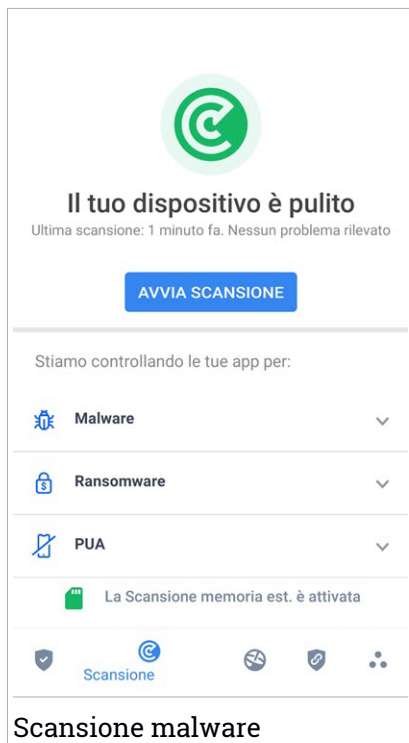 Il tuo dispositivo è pulito
Ultima scansione: 1 minuto fa. Nessun problema rilevato
AVVIA SCANSIONE
Stiamo controllando le tue app per:
Malware
Ransomware
PUA
La Scansione memoria est. è attivata
Scansione
Scansione malware